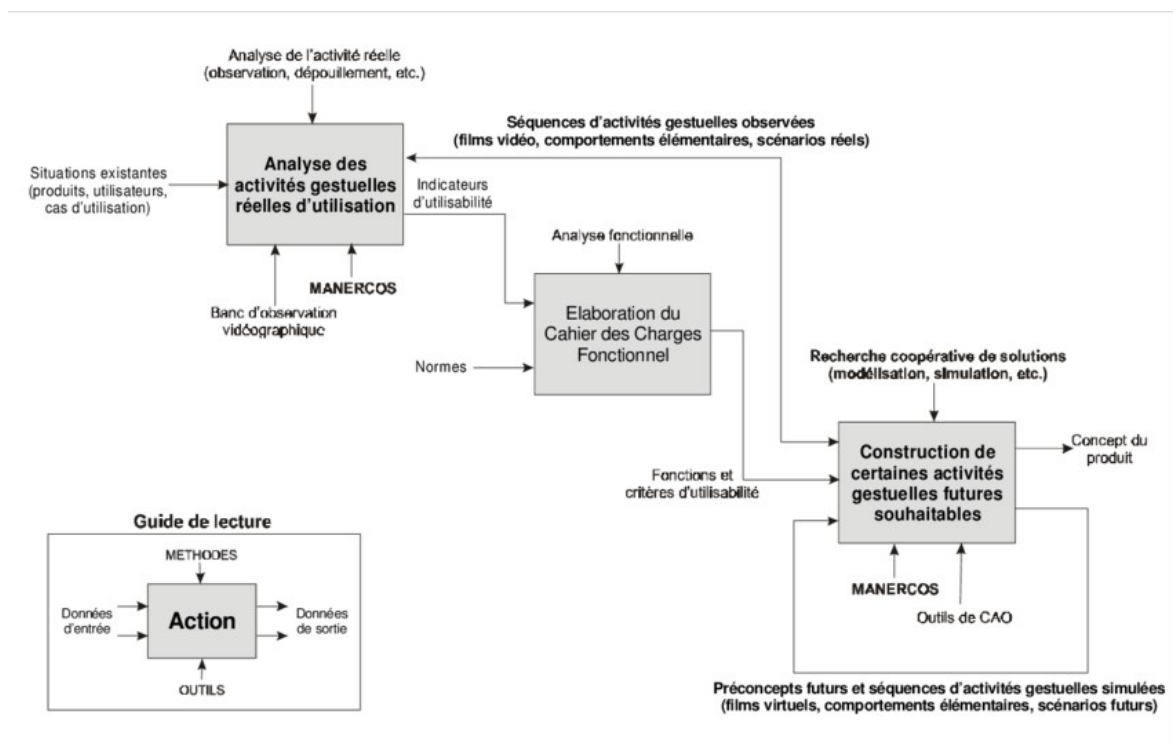 Analyse de l'activité réelle
(observation, dépouillement, etc.)
Séquences d'activités gestuelles observées
(films vidéo, comportements élémentaires, scénarios réels)
Situations existantes
(produits, utilisateurs,
cas d'utilisation)
Analyse des
activités gestuelles
réelles d'utilisation
Indicateurs
d'utilisabilité
MANERCOS
Banc d'observation
vidéographique
Analyse fonctionnelle
Elaboration du
Cahier des Charges
Fonctionnel
Normes
Recherche coopérative de solutions
(modélisation, simulation, etc.)
Fonctions et
critères d'utilisabilité
Construction de
certaines activités
gestuelles futures
souhaitables
Concept du
produit
MANERCOS
Outils de CAO
Préconcepts futurs et séquences d'activités gestuelles simulées
(films virtuels, comportements élémentaires, scénarios futurs)
Guide de lecture
METHODES
Données
d'entrée
Action
Données
de sortie
OUTILS